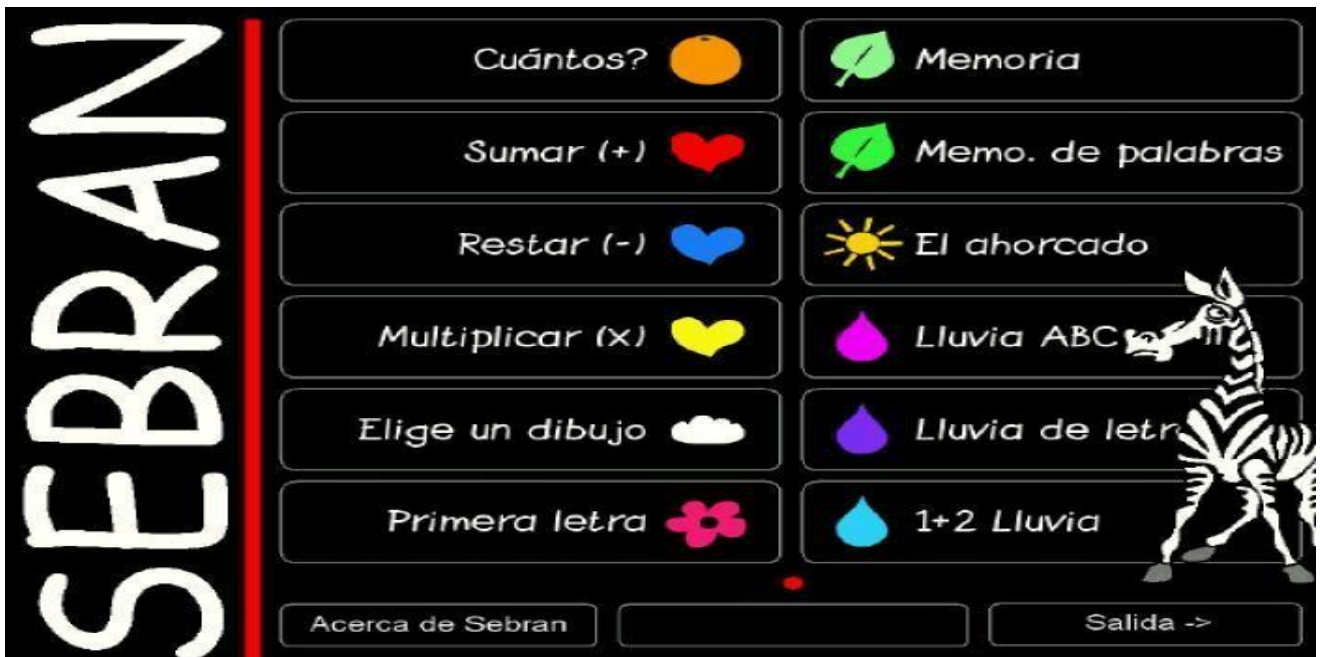 SEBRAN
Cuántos?
Sumar (+)
Restar (-)
Multiplicar (x)
Elige un dibujo
Primera letra
Memoria
Memo. de palabras
El ahorcado
Lluvia ABC
Lluvia de
1+2 Lluvia
Acerca de Sebran
Salida ->